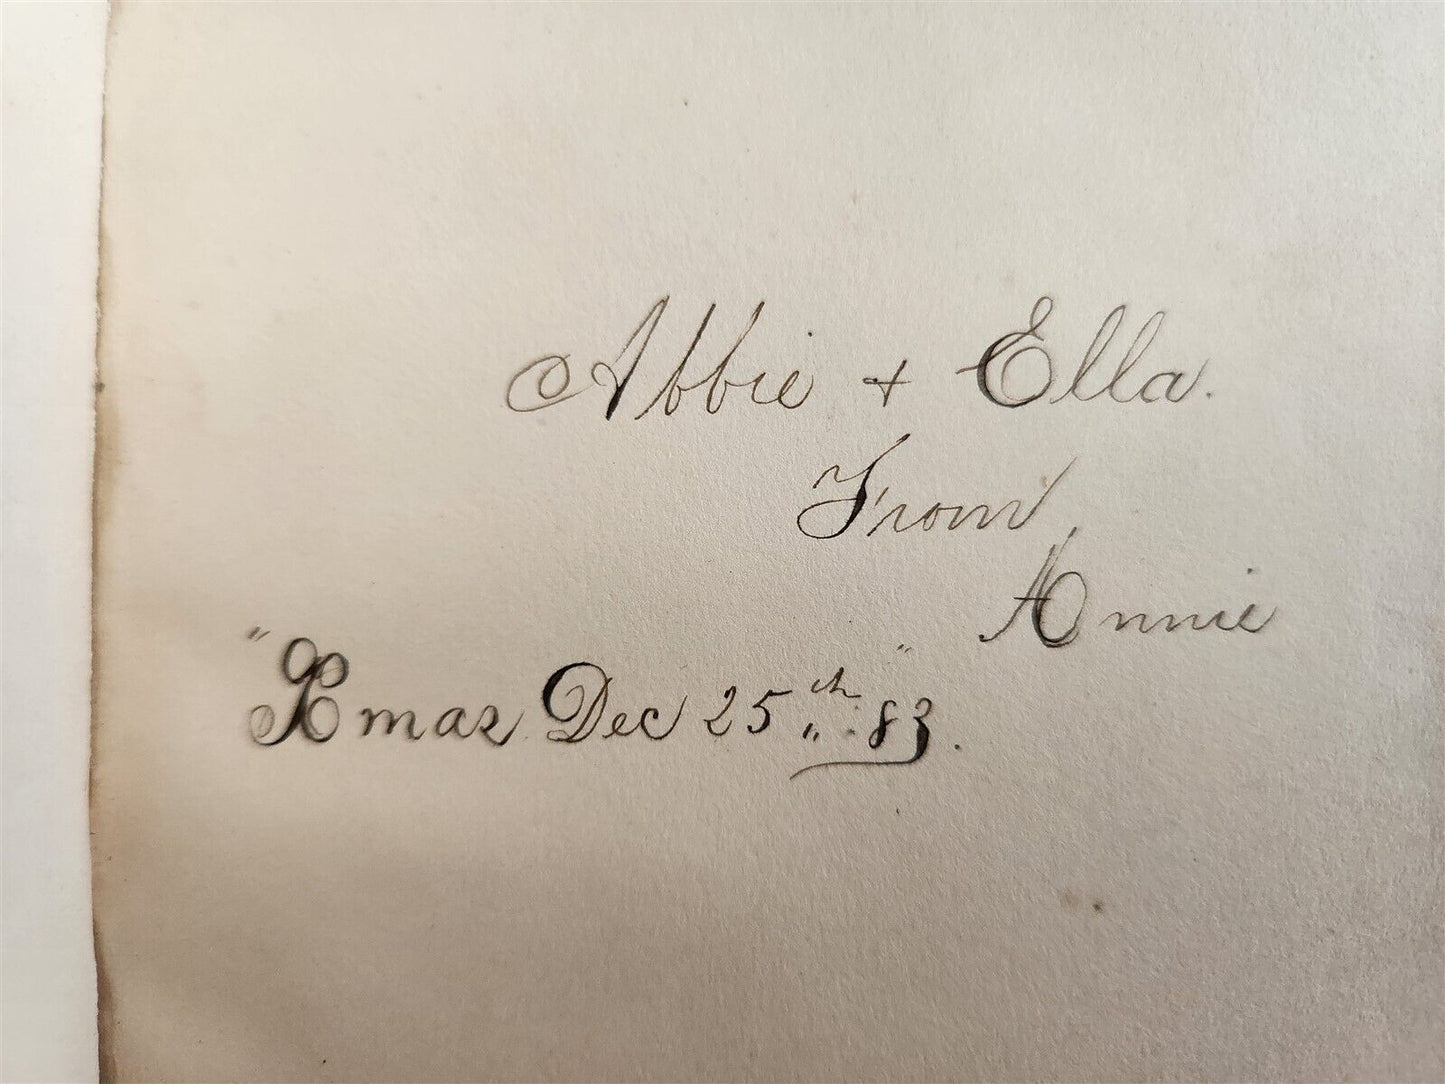 Abbie + Ella.
From,
Annie
"Xmas Dec 25th" 83.